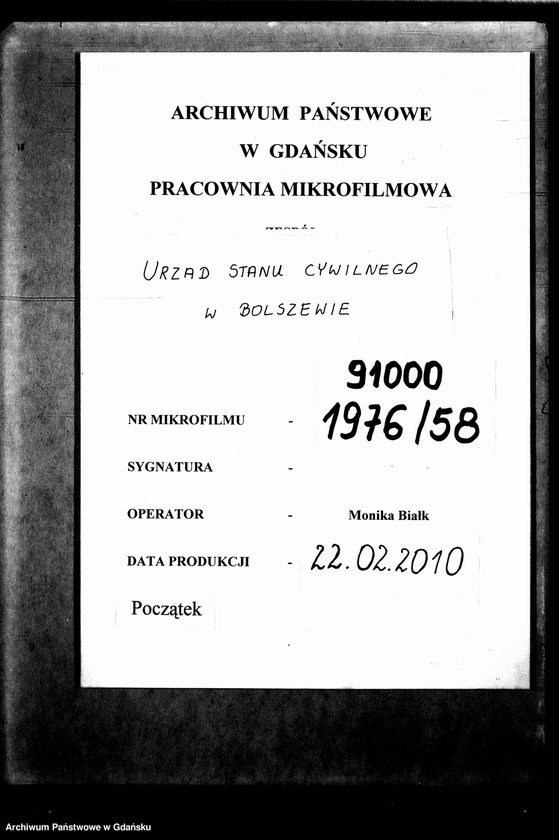 ARCHIWUM PAŃSTWOWE
W GDAŃSKU
PRACOWNIA MIKROFILMOWA
URZAD STANU CYWILNEGO
W BOLSZEWIE
91000
NR MIKROFILMU - 1976/58
SYGNATURA -
OPERATOR - Monika Białk
DATA PRODUKCJI - 22.02.2010
Początek
Archiwum Państwowe w Gdańsku